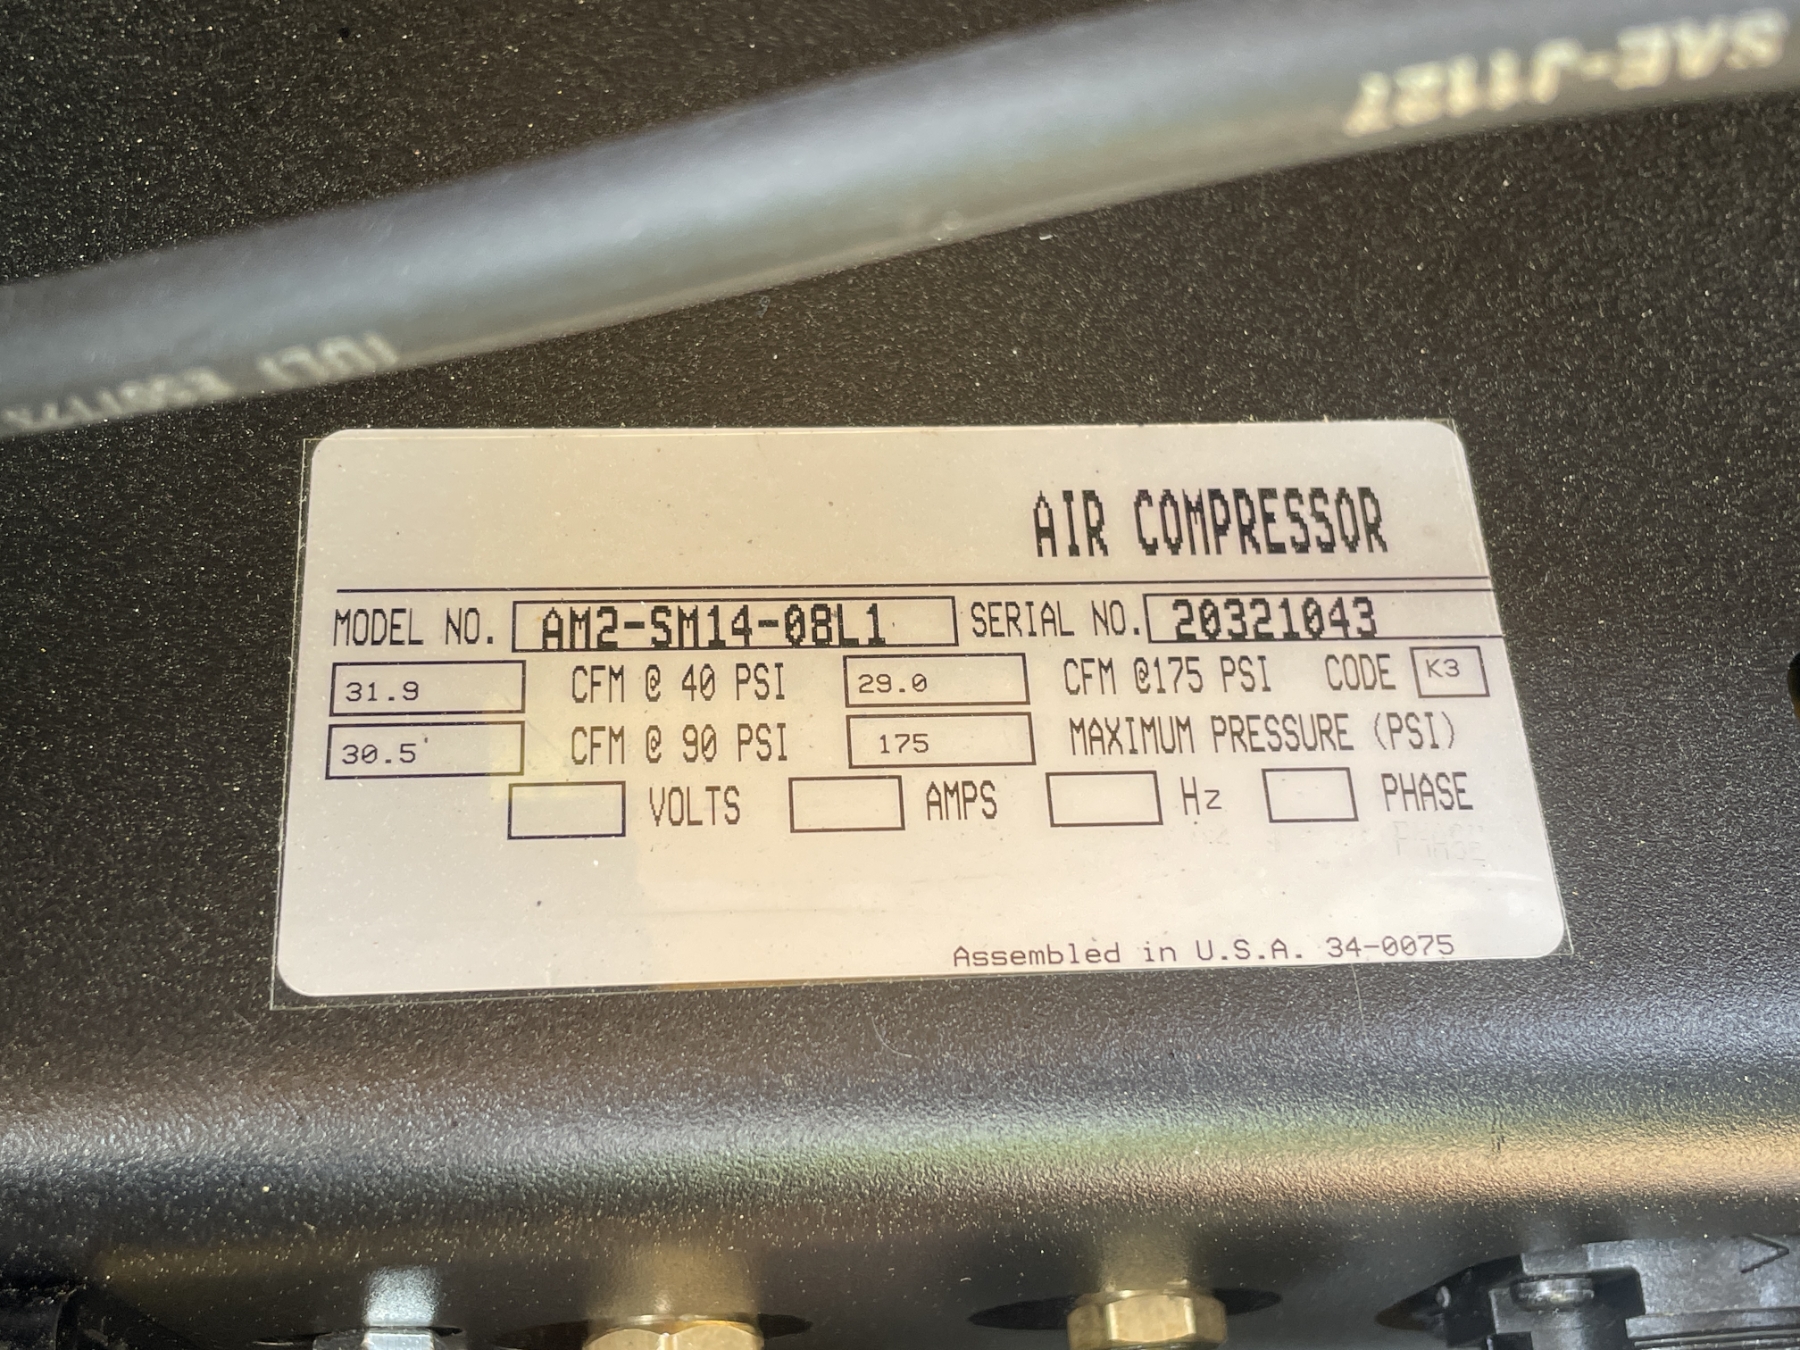 SAE-J1127
AIR COMPRESSOR
MODEL NO. AM2-SM14-08L1 SERIAL NO. 20321043
31.9 CFM @ 40 PSI 29.0 CFM @175 PSI CODE K3
30.5 CFM @ 90 PSI 175 MAXIMUM PRESSURE (PSI)
VOLTS AMPS Hz PHASE
Assembled in U.S.A. 34-0075